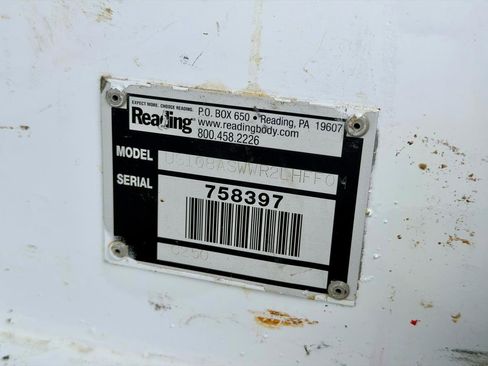 EXPECT MORE. CHOOSE READING.
Reading
P.O. BOX 650 • Reading, PA 19607
www.readingbody.com
800.458.2226
MODEL
SERIAL
758397